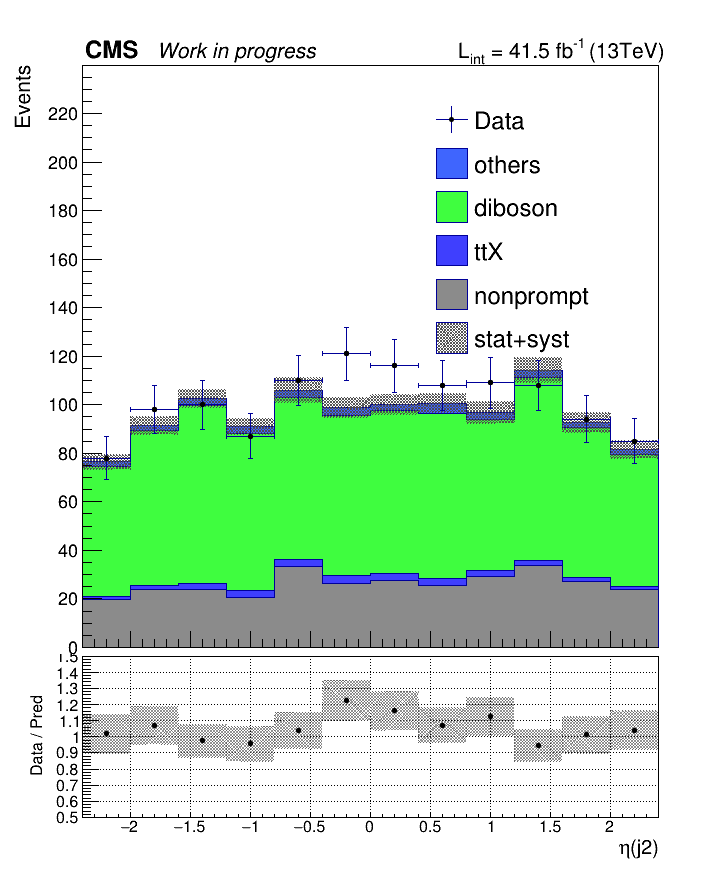 CMS Work in progress L_int = 41.5 fb⁻¹ (13TeV)
Events
220
200
180
160
140
120
100
80
60
40
20
0
Data
others
diboson
ttX
nonprompt
stat+syst
Data / Pred
1.5
1.4
1.3
1.2
1.1
1
0.9
0.8
0.7
0.6
0.5
−2 −1.5 −1 −0.5 0 0.5 1 1.5 2
η(j2)